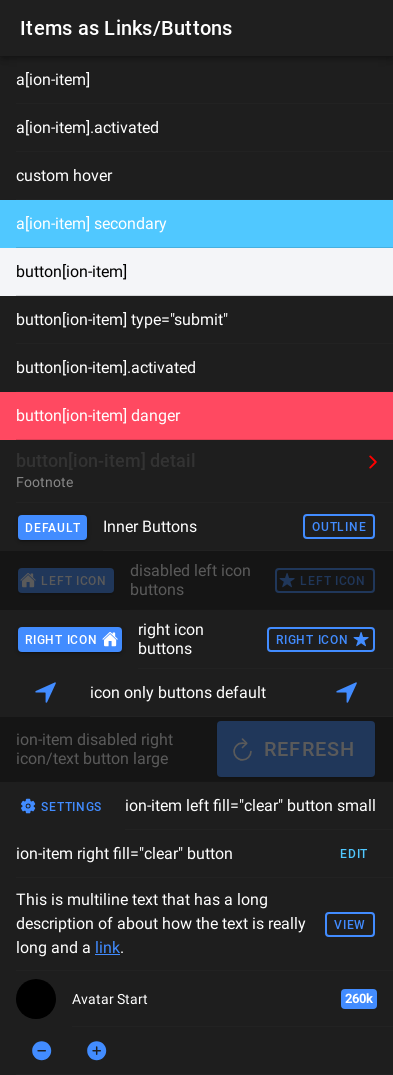 Items as Links/Buttons
a[ion-item]
a[ion-item].activated
custom hover
a[ion-item] secondary
button[ion-item]
button[ion-item] type="submit"
button[ion-item].activated
button[ion-item] danger
button[ion-item] detail
Footnote
DEFAULT Inner Buttons OUTLINE
LEFT ICON disabled left icon buttons LEFT ICON
RIGHT ICON right icon buttons RIGHT ICON
icon only buttons default
ion-item disabled right
icon/text button large
REFRESH
SETTINGS ion-item left fill="clear" button small
ion-item right fill="clear" button EDIT
This is multiline text that has a long
description of about how the text is really
long and a link.
VIEW
Avatar Start 260k